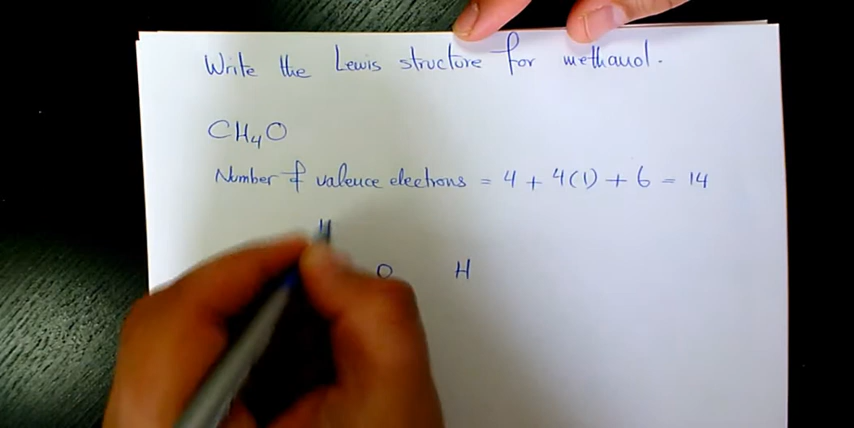 Write the Lewis structure for methanol.
CH₄O
Number of valence electrons = 4 + 4(1) + 6 = 14
H
O H